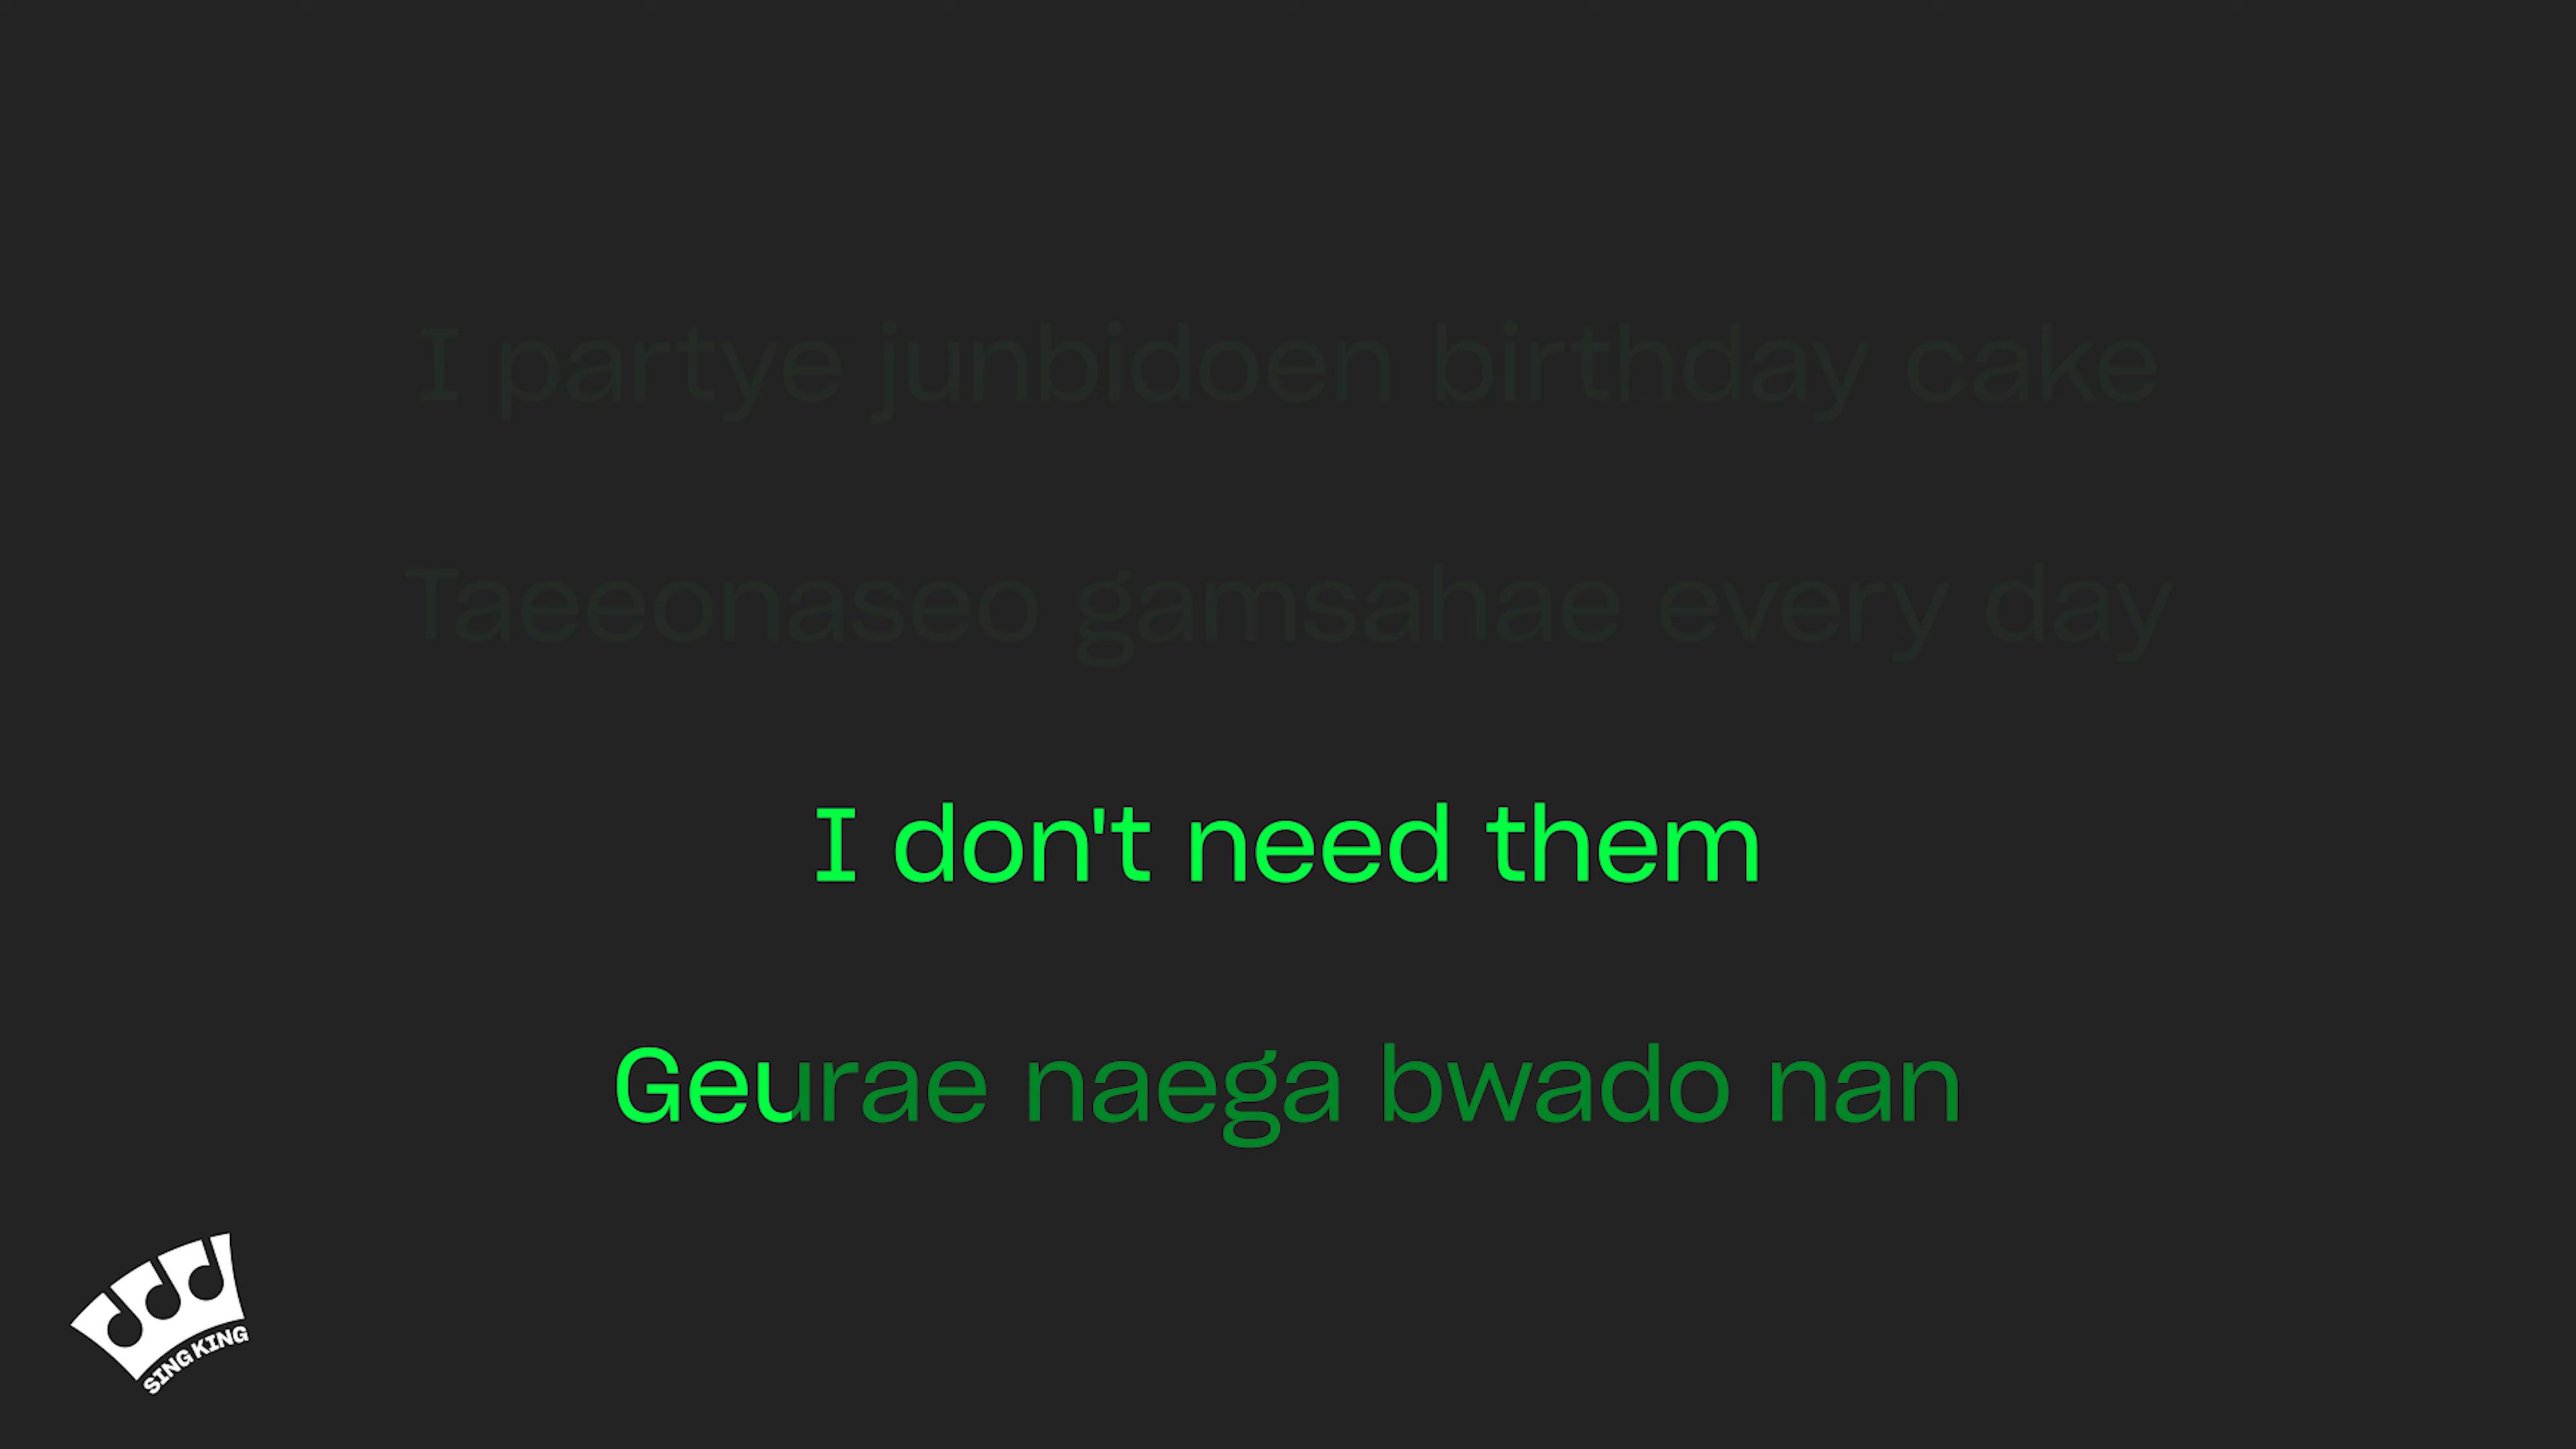 I partye junbidoen birthday cake
Taeeonaseo gamsahae every day
I don't need them
Geurae naega bwado nan
SING KING